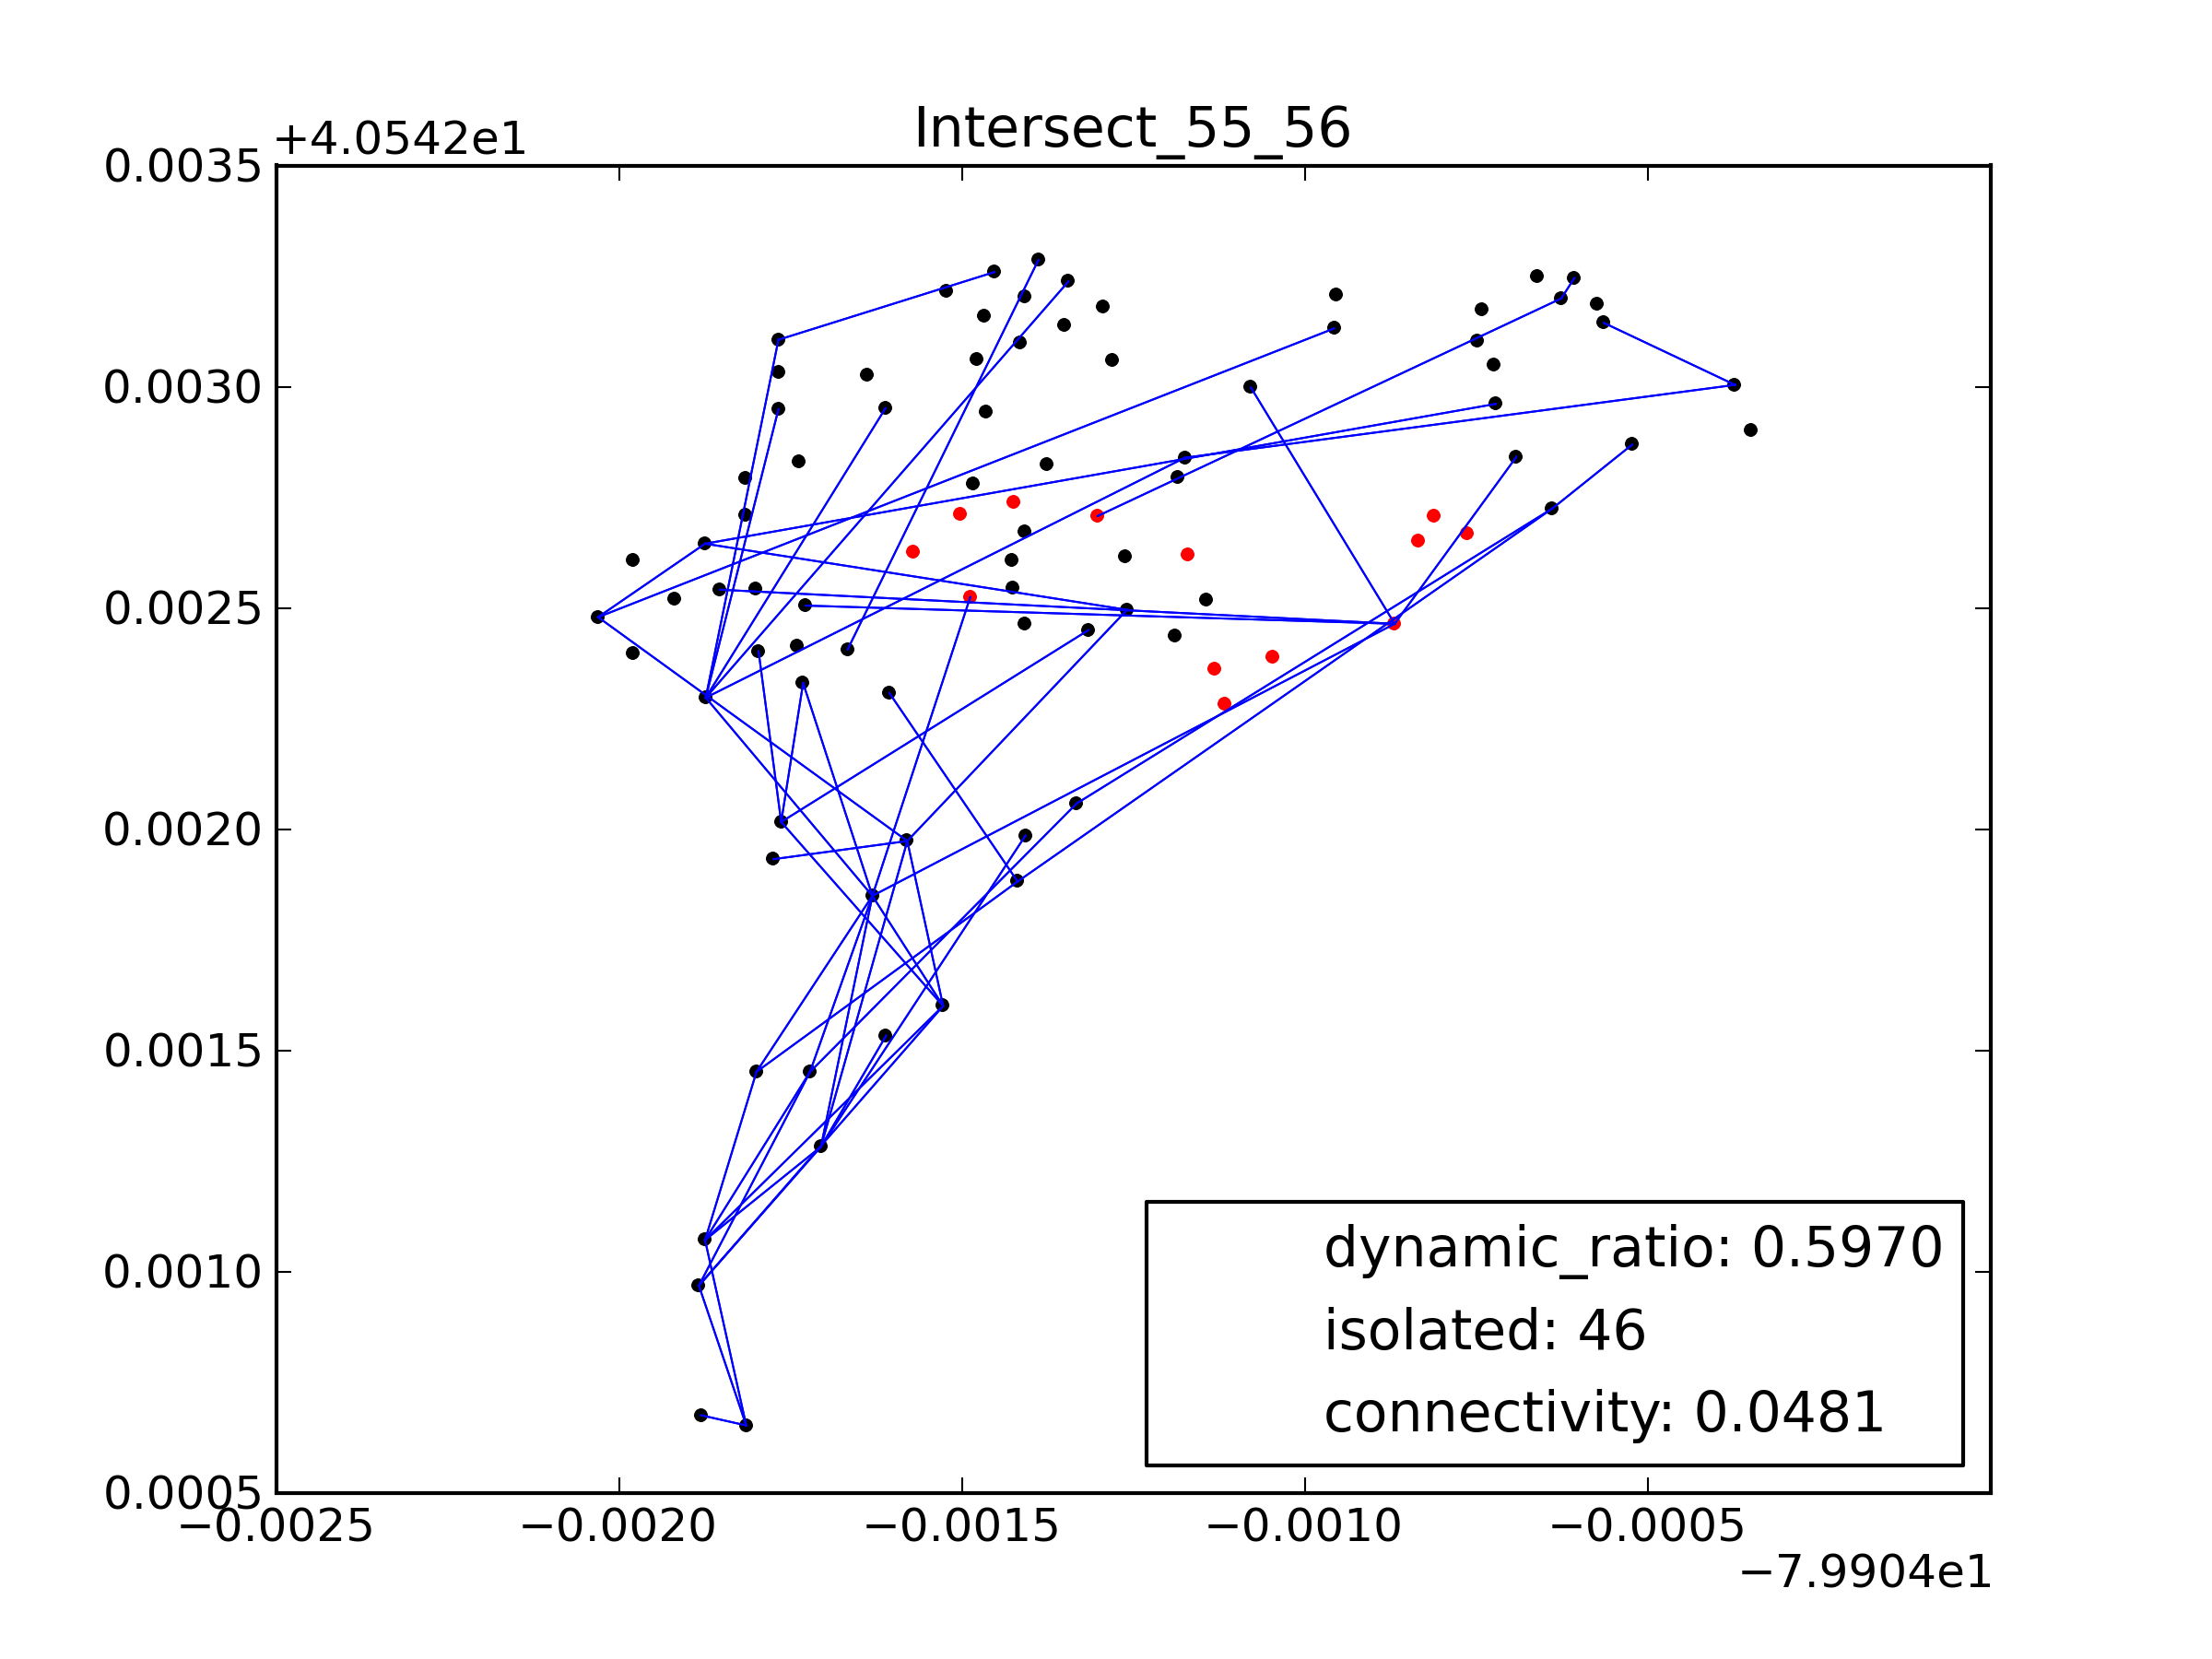 Intersect_55_56
+4.0542e1
0.0035
0.0030
0.0025
0.0020
0.0015
0.0010
0.0005
dynamic_ratio: 0.5970
isolated: 46
connectivity: 0.0481
−0.0025 −0.0020 −0.0015 −0.0010 −0.0005
−7.9904e1